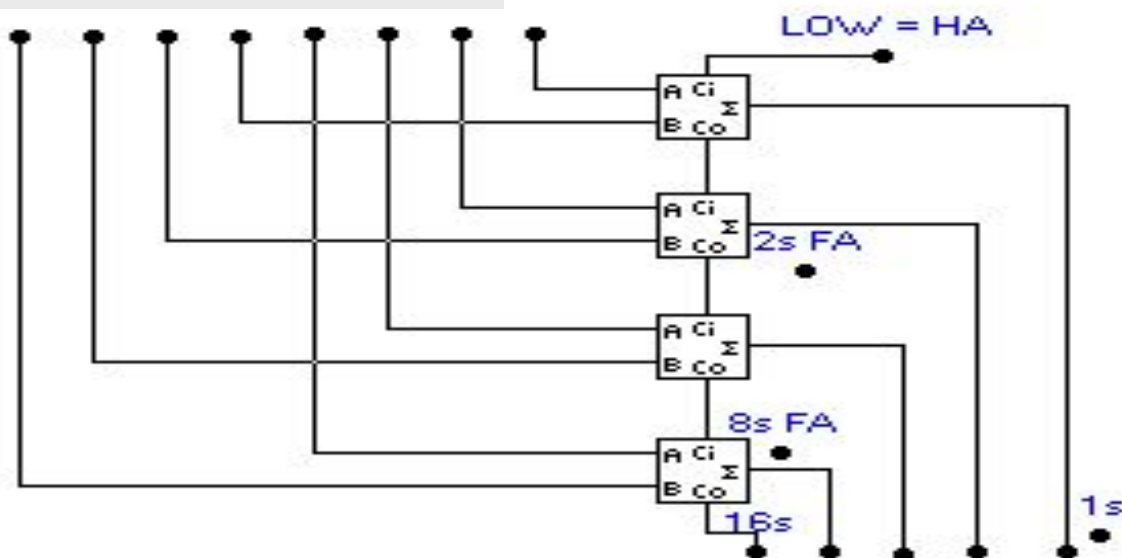 LOW = HA
A Ci
Σ
B Co
A Ci
Σ
B Co
2s FA
A Ci
Σ
B Co
8s FA
A Ci
Σ
B Co
16s
1s